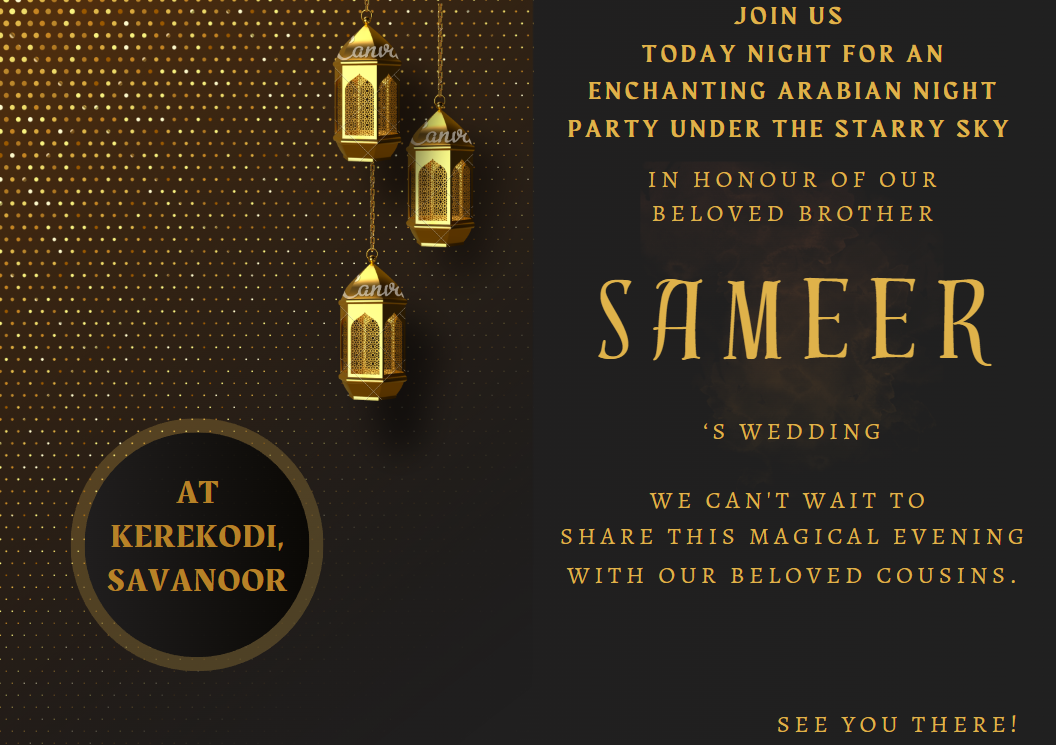 JOIN US
TODAY NIGHT FOR AN
ENCHANTING ARABIAN NIGHT
PARTY UNDER THE STARRY SKY
IN HONOUR OF OUR
BELOVED BROTHER
SAMEER
‘S WEDDING
WE CAN'T WAIT TO
SHARE THIS MAGICAL EVENING
WITH OUR BELOVED COUSINS.
SEE YOU THERE!
AT
KEREKODI,
SAVANOOR